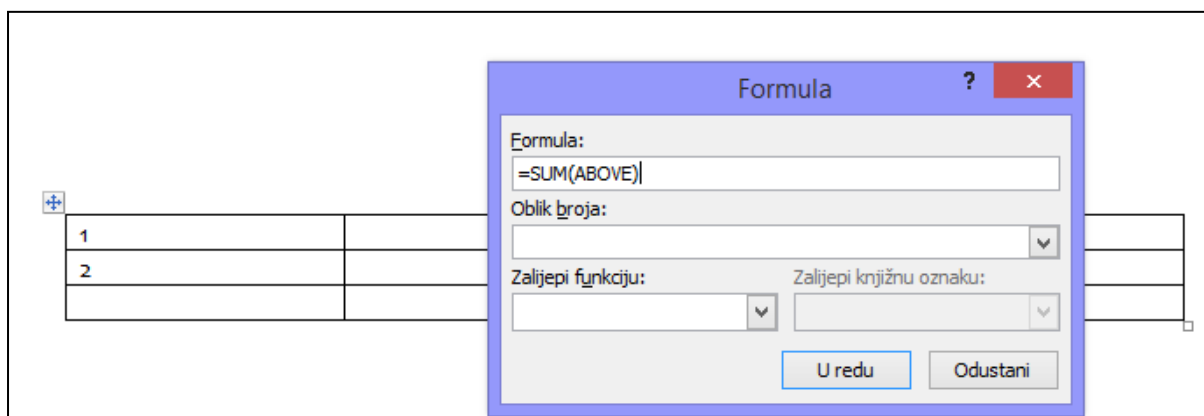 Formula
?
Formula:
=SUM(ABOVE)
Oblik broja:
1
2
Zalijepi funkciju:
Zalijepi knjižnu oznaku:
U redu
Odustani